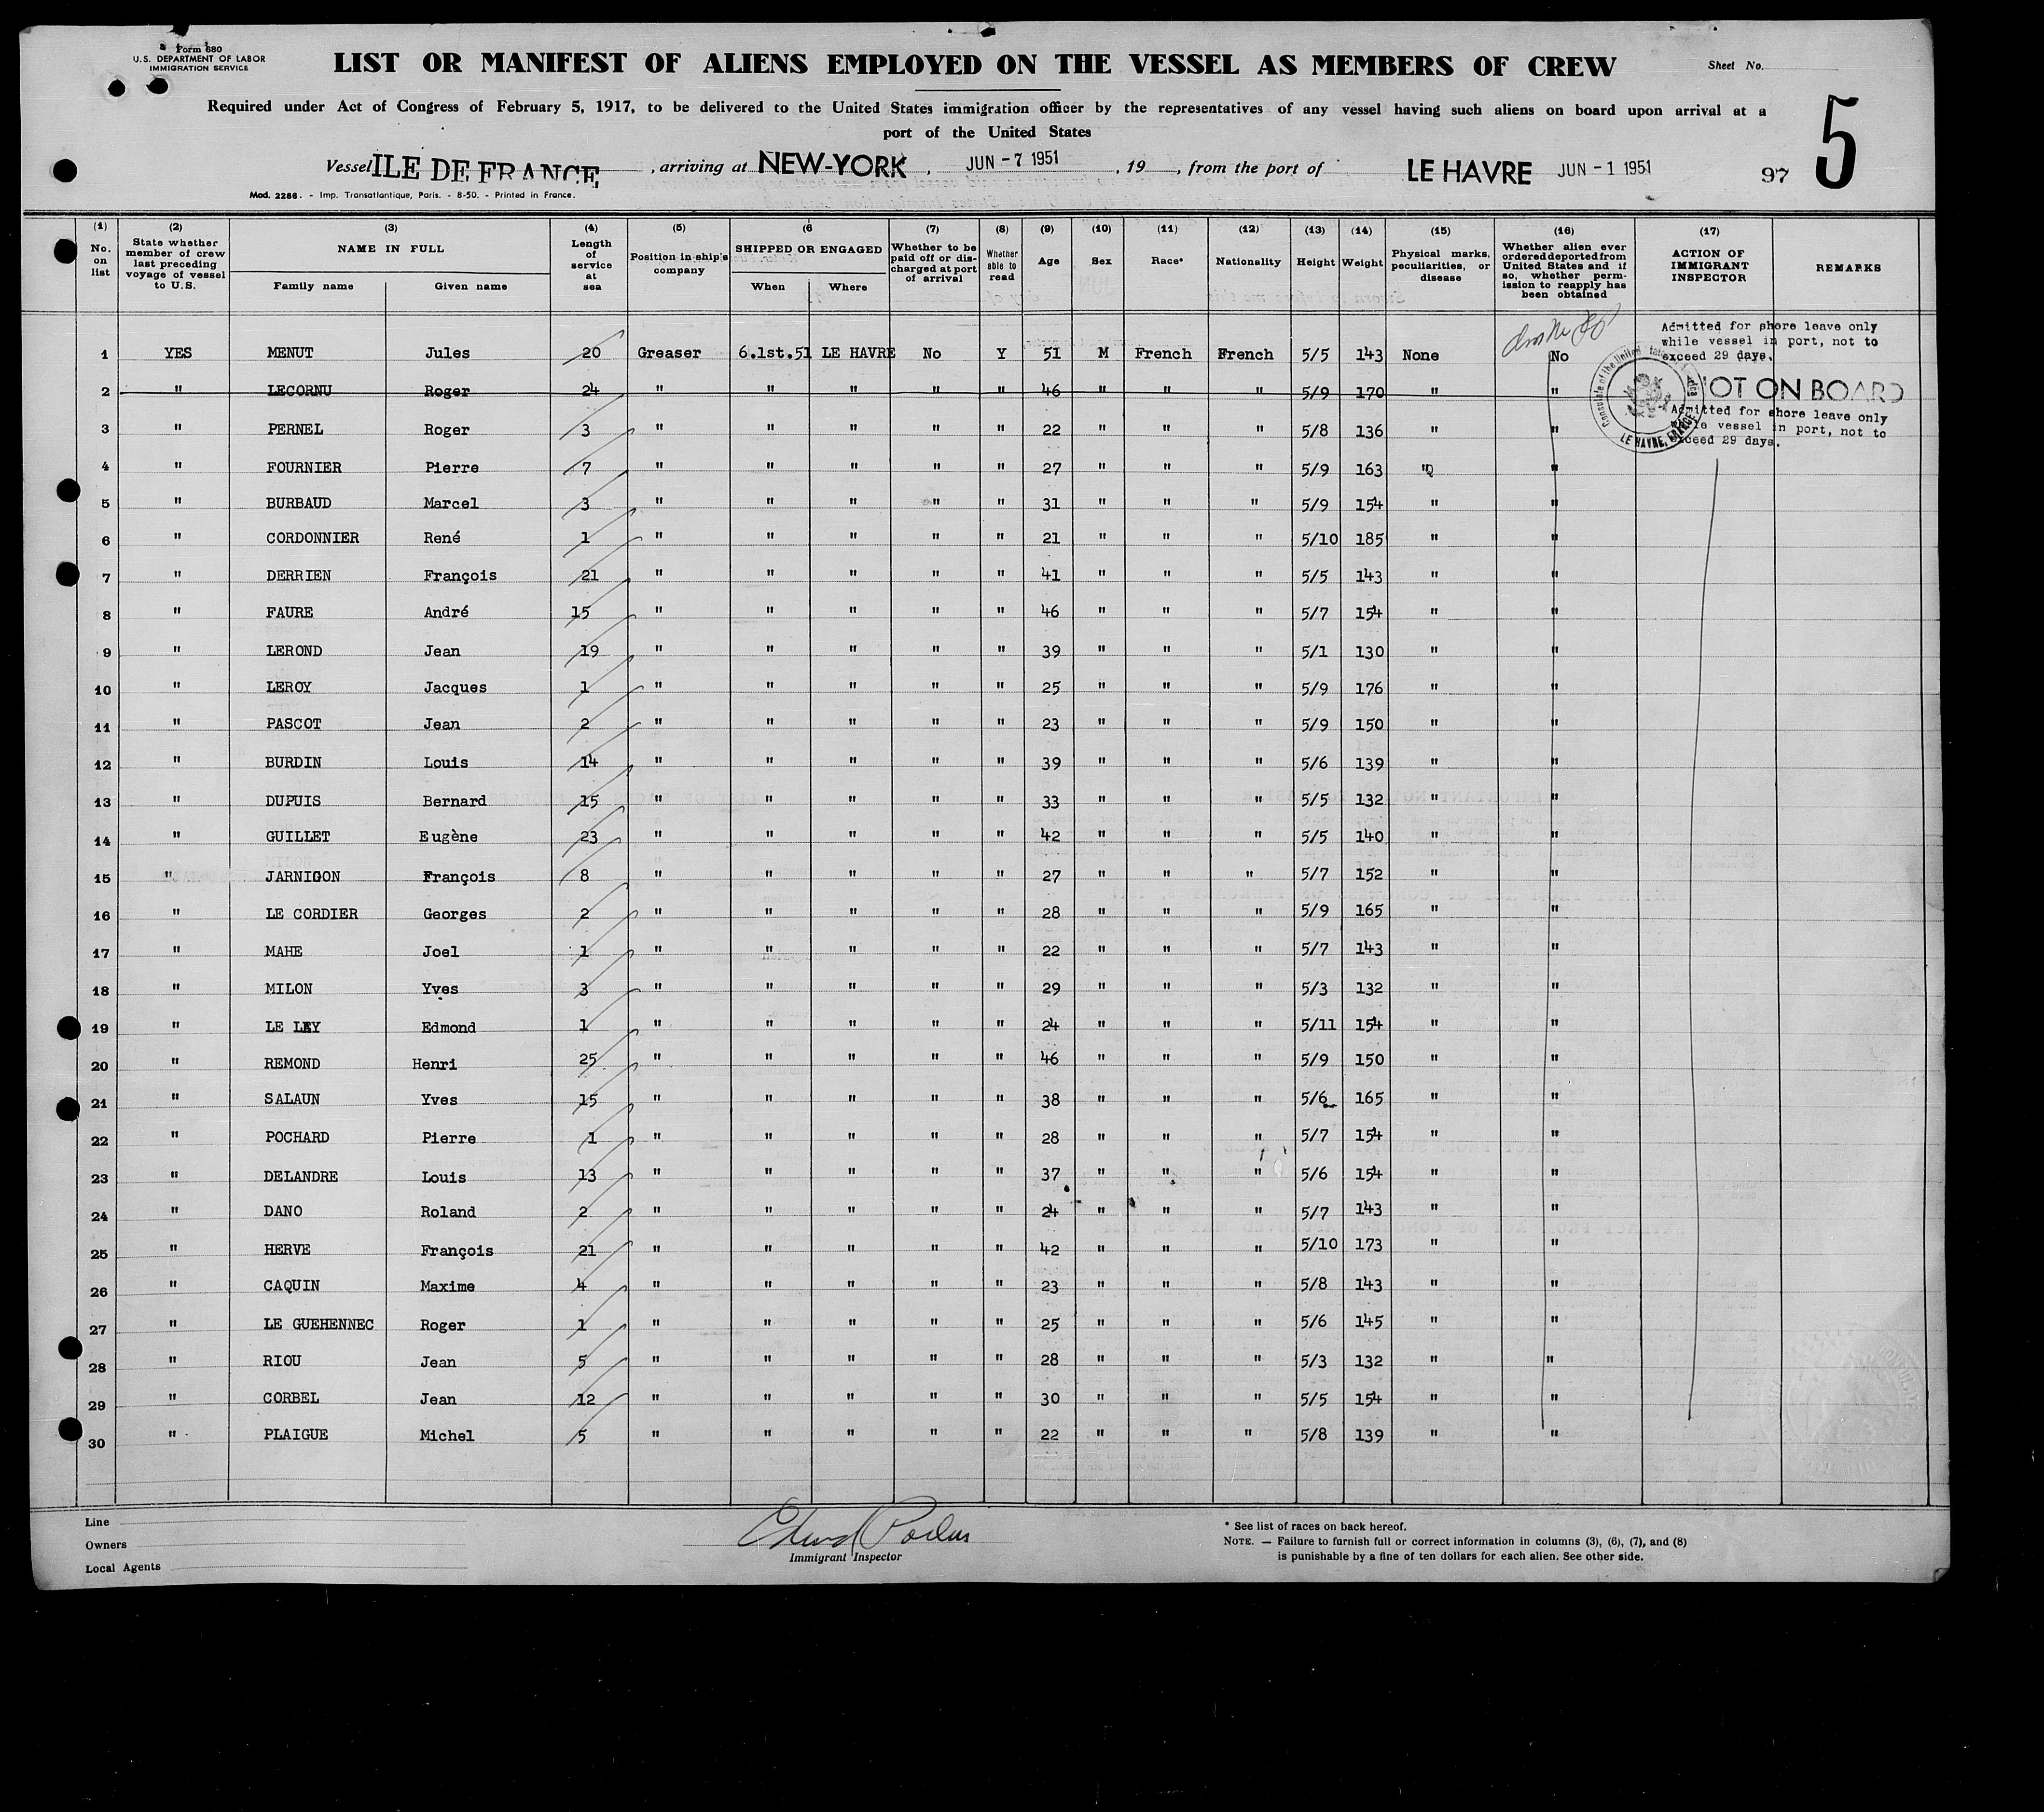 Form 680
U.S. DEPARTMENT OF LABOR
IMMIGRATION SERVICE
LIST OR MANIFEST OF ALIENS EMPLOYED ON THE VESSEL AS MEMBERS OF CREW
Sheet No.
5
Required under Act of Congress of February 5, 1917, to be delivered to the United States immigration officer by the representatives of any vessel having such aliens on board upon arrival at a
port of the United States
Vessel ILE DE FRANCE, arriving at NEW-YORK, JUN - 7 1951, 19 , from the port of LE HAVRE JUN - 1 1951 97
Mod. 2286. - Imp. Transatlantique, Paris. - 8-50. - Printed in France.
(1) No. on list (2) State whether member of crew last preceding voyage of vessel to U.S. (3) NAME IN FULL Family name Given name (4) Length of service at sea (5) Position in ship's company (6 SHIPPED OR ENGAGED When Where (7) Whether to be paid off or discharged at port of arrival (8) Whether able to read (9) Age (10) Sex (11) Race* (12) Nationality (13) Height (14) Weight (15) Physical marks, peculiarities, or disease (16) Whether alien ever ordered deported from United States and if so, whether permission to reapply has been obtained (17) ACTION OF IMMIGRANT INSPECTOR REMARKS
Admitted for shore leave only
while vessel in port, not to
exceed 29 days.
1 YES MENUT Jules 20 Greaser 6.1st.51 LE HAVRE No Y 51 M French French 5/5 143 None No
2 " LECORNU Roger 24 " " " " " 46 " " " 5/9 170 " " NOT ON BOARD
Admitted for shore leave only
while vessel in port, not to
exceed 29 days.
Consulate of the United States of America
LE HAVRE, FRANCE
3 " PERNEL Roger 3 " " " " " 22 " " " 5/8 136 " "
4 " FOURNIER Pierre 7 " " " " " 27 " " " 5/9 163 " "
5 " BURBAUD Marcel 3 " " " " " 31 " " " 5/9 154 " "
6 " CORDONNIER René 1 " " " " " 21 " " " 5/10 185 " "
7 " DERRIEN François 21 " " " " " 41 " " " 5/5 143 " "
8 " FAURE André 15 " " " " " 46 " " " 5/7 154 " "
9 " LEROND Jean 19 " " " " " 39 " " " 5/1 130 " "
10 " LEROY Jacques 1 " " " " " 25 " " " 5/9 176 " "
11 " PASCOT Jean 2 " " " " " 23 " " " 5/9 150 " "
12 " BURDIN Louis 14 " " " " " 39 " " " 5/6 139 " "
13 " DUPUIS Bernard 15 " " " " " 33 " " " 5/5 132 " "
14 " GUILLET Eugène 23 " " " " " 42 " " " 5/5 140 " "
15 " JARNIGON François 8 " " " " " 27 " " " 5/7 152 " "
16 " LE CORDIER Georges 2 " " " " " 28 " " " 5/9 165 " "
17 " MAHE Joel 1 " " " " " 22 " " " 5/7 143 " "
18 " MILON Yves 3 " " " " " 29 " " " 5/3 132 " "
19 " LE LAY Edmond 1 " " " " " 24 " " " 5/11 154 " "
20 " REMOND Henri 25 " " " " " 46 " " " 5/9 150 " "
21 " SALAUN Yves 15 " " " " " 38 " " " 5/6 165 " "
22 " POCHARD Pierre 1 " " " " " 28 " " " 5/7 154 " "
23 " DELANDRE Louis 13 " " " " " 37 " " " 5/6 154 " "
24 " DANO Roland 2 " " " " " 24 " " " 5/7 143 " "
25 " HERVE François 21 " " " " " 42 " " " 5/10 173 " "
26 " CAQUIN Maxime 4 " " " " " 23 " " " 5/8 143 " "
27 " LE GUEHENNEC Roger 1 " " " " " 25 " " " 5/6 145 " "
28 " RIOU Jean 5 " " " " " 28 " " " 5/3 132 " "
29 " CORBEL Jean 12 " " " " " 30 " " " 5/5 154 " "
30 " PLAIGUE Michel 5 " " " " " 22 " " " 5/8 139 " "
Line
Owners
Local Agents
Immigrant Inspector
* See list of races on back hereof.
NOTE. — Failure to furnish full or correct information in columns (3), (6), (7), and (8)
is punishable by a fine of ten dollars for each alien. See other side.